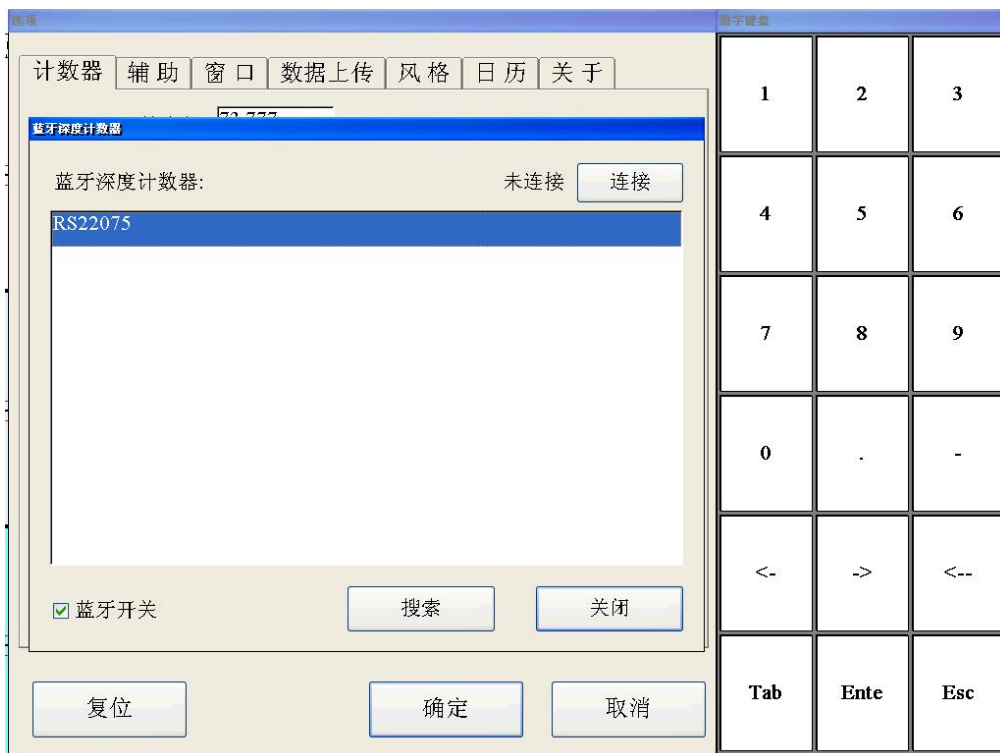 选项
数字键盘
计数器 辅 助 窗 口 数据上传 风 格 日 历 关 于
蓝牙深度计数器
蓝牙深度计数器: 未连接 连接
RS22075
蓝牙开关 搜索 关闭
复位 确定 取消
1 2 3
4 5 6
7 8 9
0 . -
<- -> <--
Tab Ente Esc